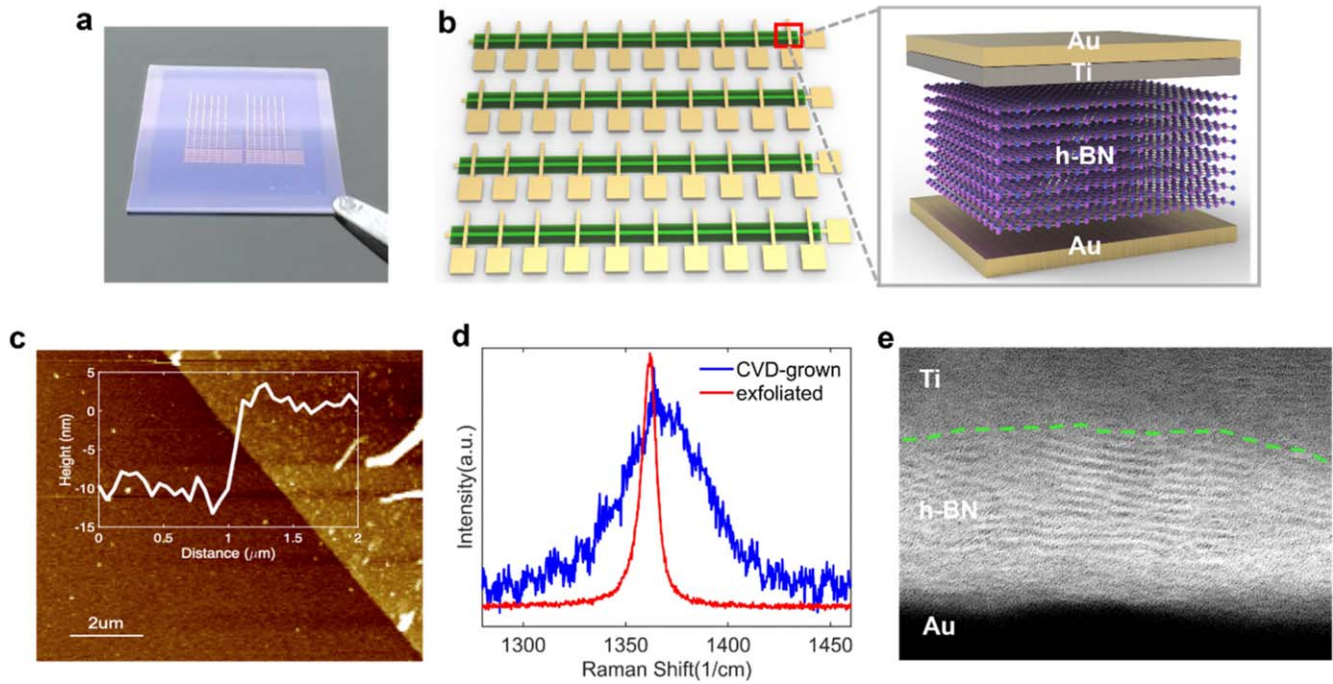 a
b
Au
Ti
h-BN
Au
c
5
0
-5
-10
-15
Height (nm)
0
0.5
1
1.5
2
Distance (μm)
2um
d
CVD-grown
exfoliated
Intensity(a.u.)
1300
1350
1400
1450
Raman Shift(1/cm)
e
Ti
h-BN
Au